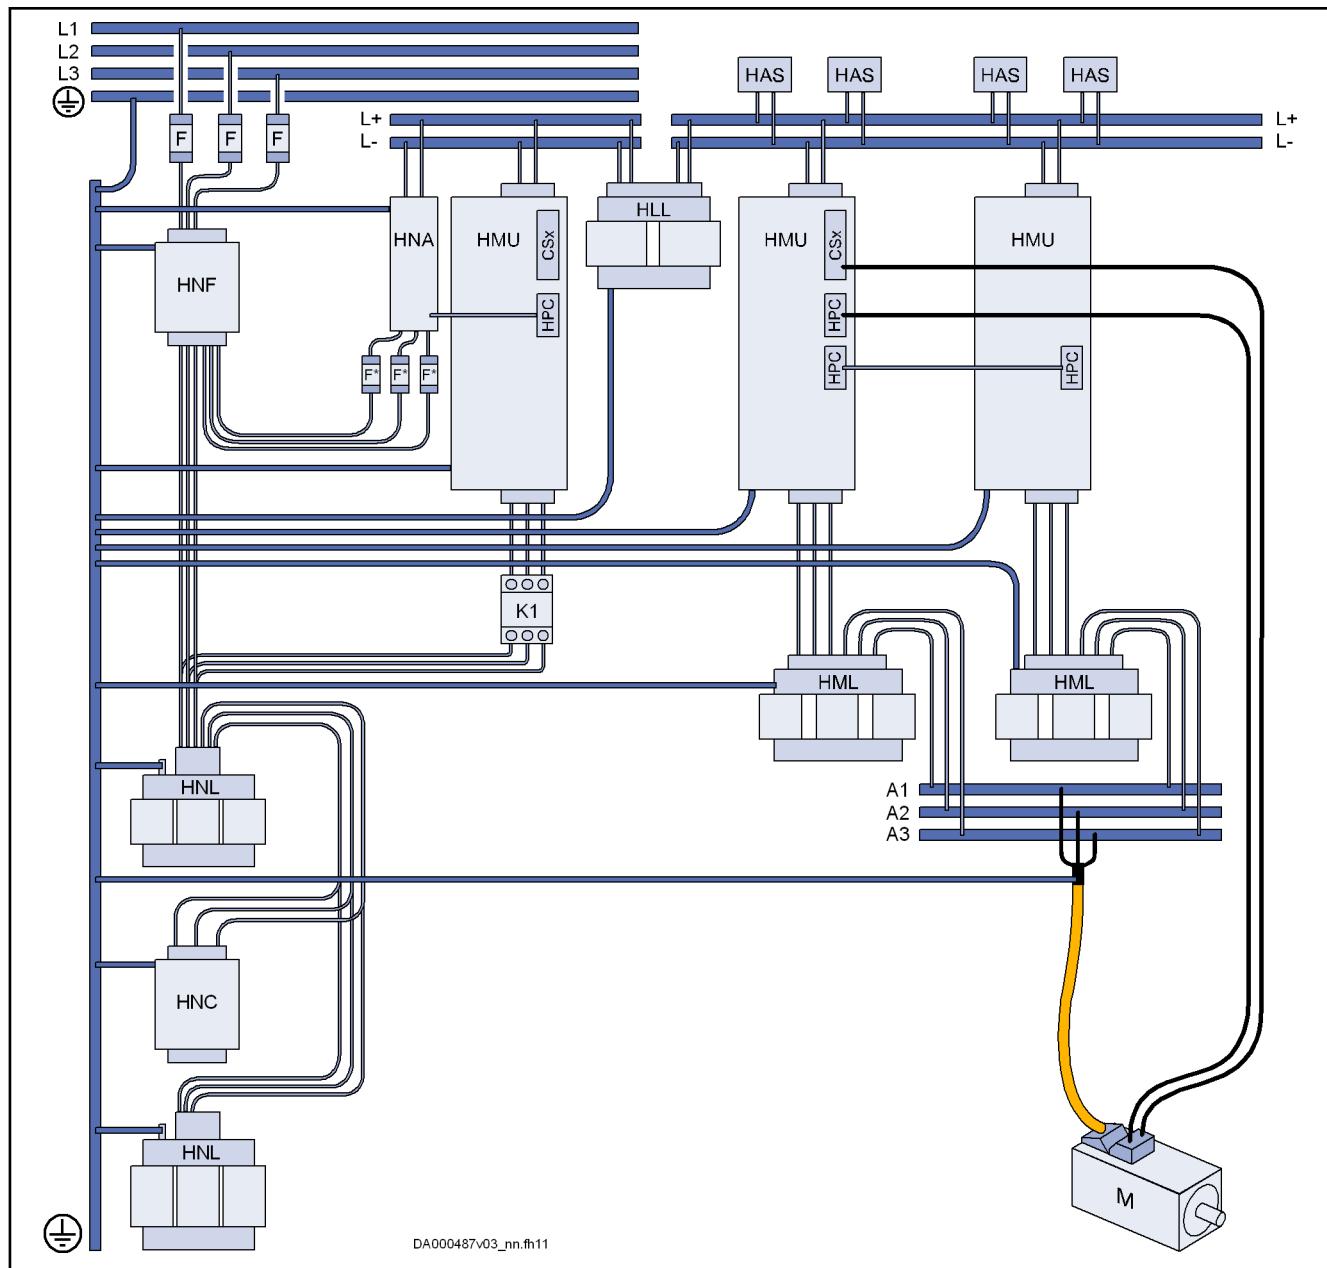 L1
L2
L3
HAS HAS HAS HAS
L+ L+
L- L-
F F F
HLL
HNA HMU HMU HMU
CSx CSx
HNF
HPC HPC
HPC HPC
F* F* F*
K1
HML HML
HNL
A1
A2
A3
HNC
HNL
M
DA000487v03_nn.fh11